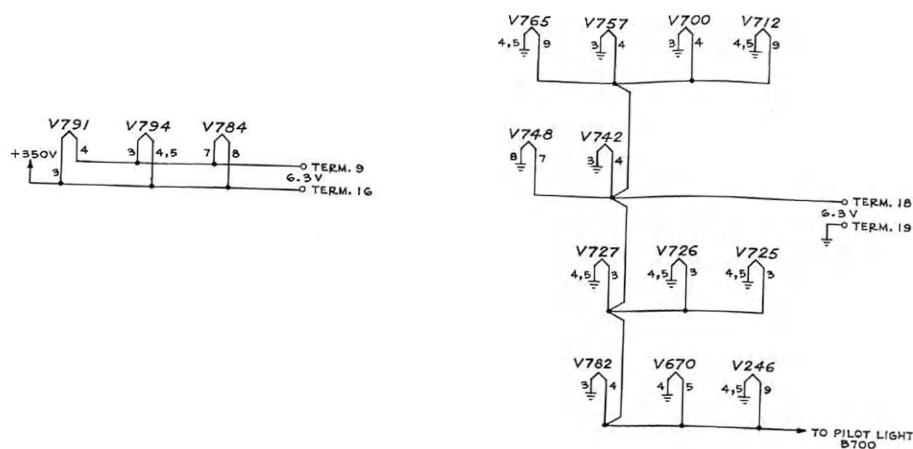 V765 V757 V700 V712
4,5 9 3 4 3 4 4,5 9
V791 V794 V784
+350V
3 4 3 4,5 7 8
TERM. 9
6.3V
TERM. 16
V748 V742
8 7 3 4
TERM. 18
6.3V
TERM. 19
V727 V726 V725
4,5 3 4,5 3 4,5 3
V782 V670 V246
3 4 4 5 4,5 9
TO PILOT LIGHT
B700